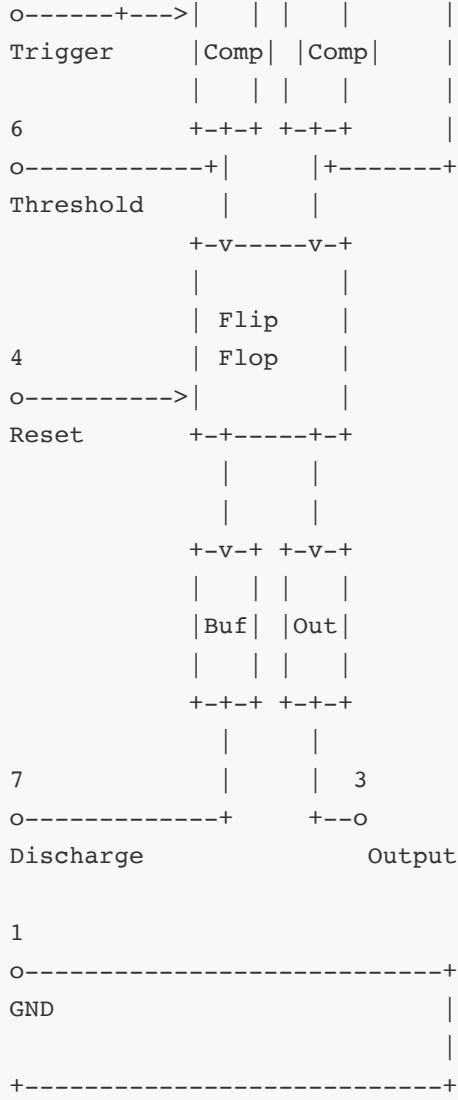 o------+--->|   | |   |      |
Trigger     |Comp| |Comp|    |
            |   | |   |      |
6           +-+-+ +-+-+      |
o------------+|     |+-------+
Threshold     |     |
            +-v-----v-+
            |         |
            | Flip    |
4           | Flop    |
o---------->|         |
Reset       +-+-----+-+
              |     |
              |     |
            +-v-+ +-v-+
            |   | |   |
            |Buf| |Out|
            |   | |   |
            +-+-+ +-+-+
              |     |
7             |     |  3
o-------------+     +--o
Discharge               Output
1
o----------------------------+
GND                          |
                             |
+----------------------------+